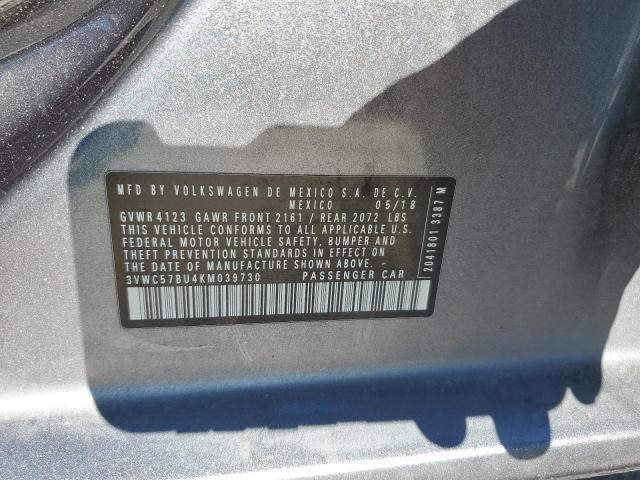 MFD BY VOLKSWAGEN DE MEXICO S.A. DE C.V.
MEXICO 05/18
GVWR 4123 GAWR FRONT 2161 / REAR 2072 LBS
THIS VEHICLE CONFORMS TO ALL APPLICABLE U.S.
FEDERAL MOTOR VEHICLE SAFETY, BUMPER AND
THEFT PREVENTION STANDARDS IN EFFECT ON
THE DATE OF MANUFACTURE SHOWN ABOVE. -
3VWC57BU4KM039730 PASSENGER CAR
2041801 3387 M